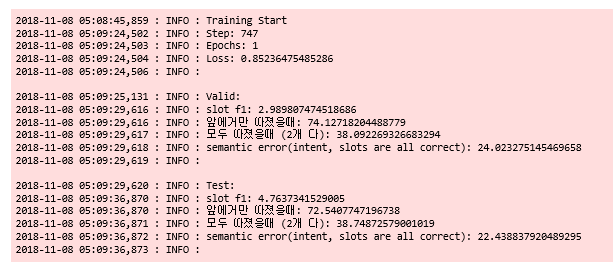 2018-11-08 05:08:45,859 : INFO : Training Start
2018-11-08 05:09:24,502 : INFO : Step: 747
2018-11-08 05:09:24,503 : INFO : Epochs: 1
2018-11-08 05:09:24,504 : INFO : Loss: 0.85236475485286
2018-11-08 05:09:24,506 : INFO :
2018-11-08 05:09:25,131 : INFO : Valid:
2018-11-08 05:09:29,616 : INFO : slot f1: 2.989807474518686
2018-11-08 05:09:29,616 : INFO : 앞에거만 따졌을때: 74.12718204488779
2018-11-08 05:09:29,617 : INFO : 모두 따졌을때 (2개 다): 38.092269326683294
2018-11-08 05:09:29,618 : INFO : semantic error(intent, slots are all correct): 24.023275145469658
2018-11-08 05:09:29,619 : INFO :
2018-11-08 05:09:29,620 : INFO : Test:
2018-11-08 05:09:36,870 : INFO : slot f1: 4.7637341529005
2018-11-08 05:09:36,870 : INFO : 앞에거만 따졌을때: 72.5407747196738
2018-11-08 05:09:36,871 : INFO : 모두 따졌을때 (2개 다): 38.74872579001019
2018-11-08 05:09:36,872 : INFO : semantic error(intent, slots are all correct): 22.438837920489295
2018-11-08 05:09:36,873 : INFO :